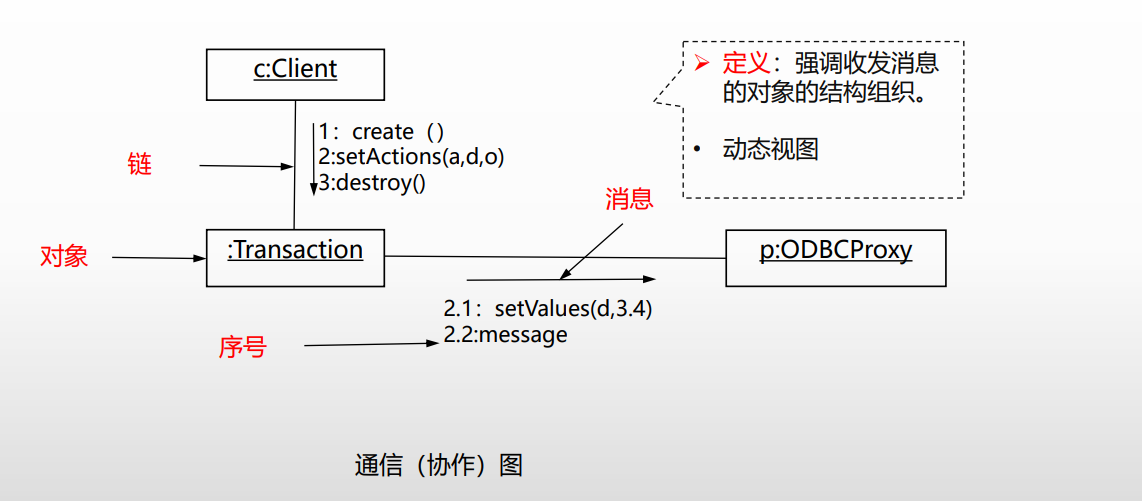 c:Client
➢ 定义：强调收发消息
的对象的结构组织。
• 动态视图
1：create（）
2:setActions(a,d,o)
3:destroy()
链
消息
对象
:Transaction
p:ODBCProxy
2.1：setValues(d,3.4)
2.2:message
序号
通信（协作）图